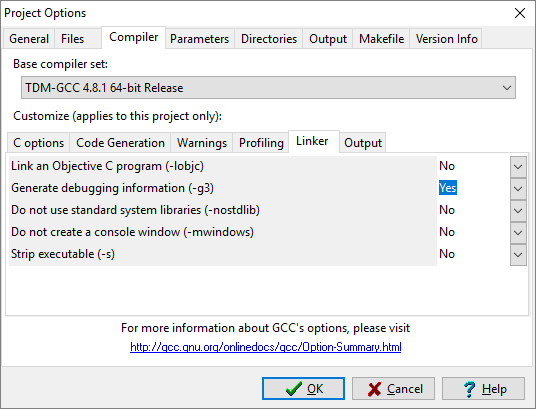 Project Options
General Files Compiler Parameters Directories Output Makefile Version Info
Base compiler set:
TDM-GCC 4.8.1 64-bit Release
Customize (applies to this project only):
C options Code Generation Warnings Profiling Linker Output
Link an Objective C program (-lobjc) No
Generate debugging information (-g3) Yes
Do not use standard system libraries (-nostdlib) No
Do not create a console window (-mwindows) No
Strip executable (-s) No
For more information about GCC's options, please visit
http://gcc.gnu.org/onlinedocs/gcc/Option-Summary.html
OK Cancel Help